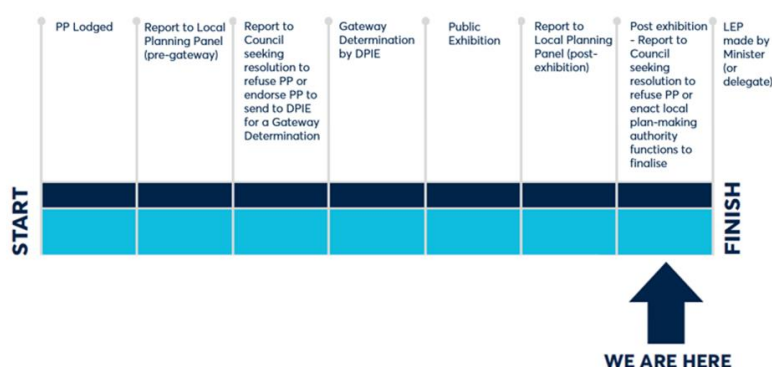 PP Lodged
Report to Local
Planning Panel
(pre-gateway)
Report to
Council
seeking
resolution to
refuse PP or
endorse PP to
send to DPIE
for a Gateway
Determination
Gateway
Determination
by DPIE
Public
Exhibition
Report to
Local Planning
Panel (post-
exhibition)
Post exhibition
- Report to
Council
seeking
resolution to
refuse PP or
enact local
plan-making
authority
functions to
finalise
LEP
made by
Minister
(or
delegate)
START
FINISH
WE ARE HERE